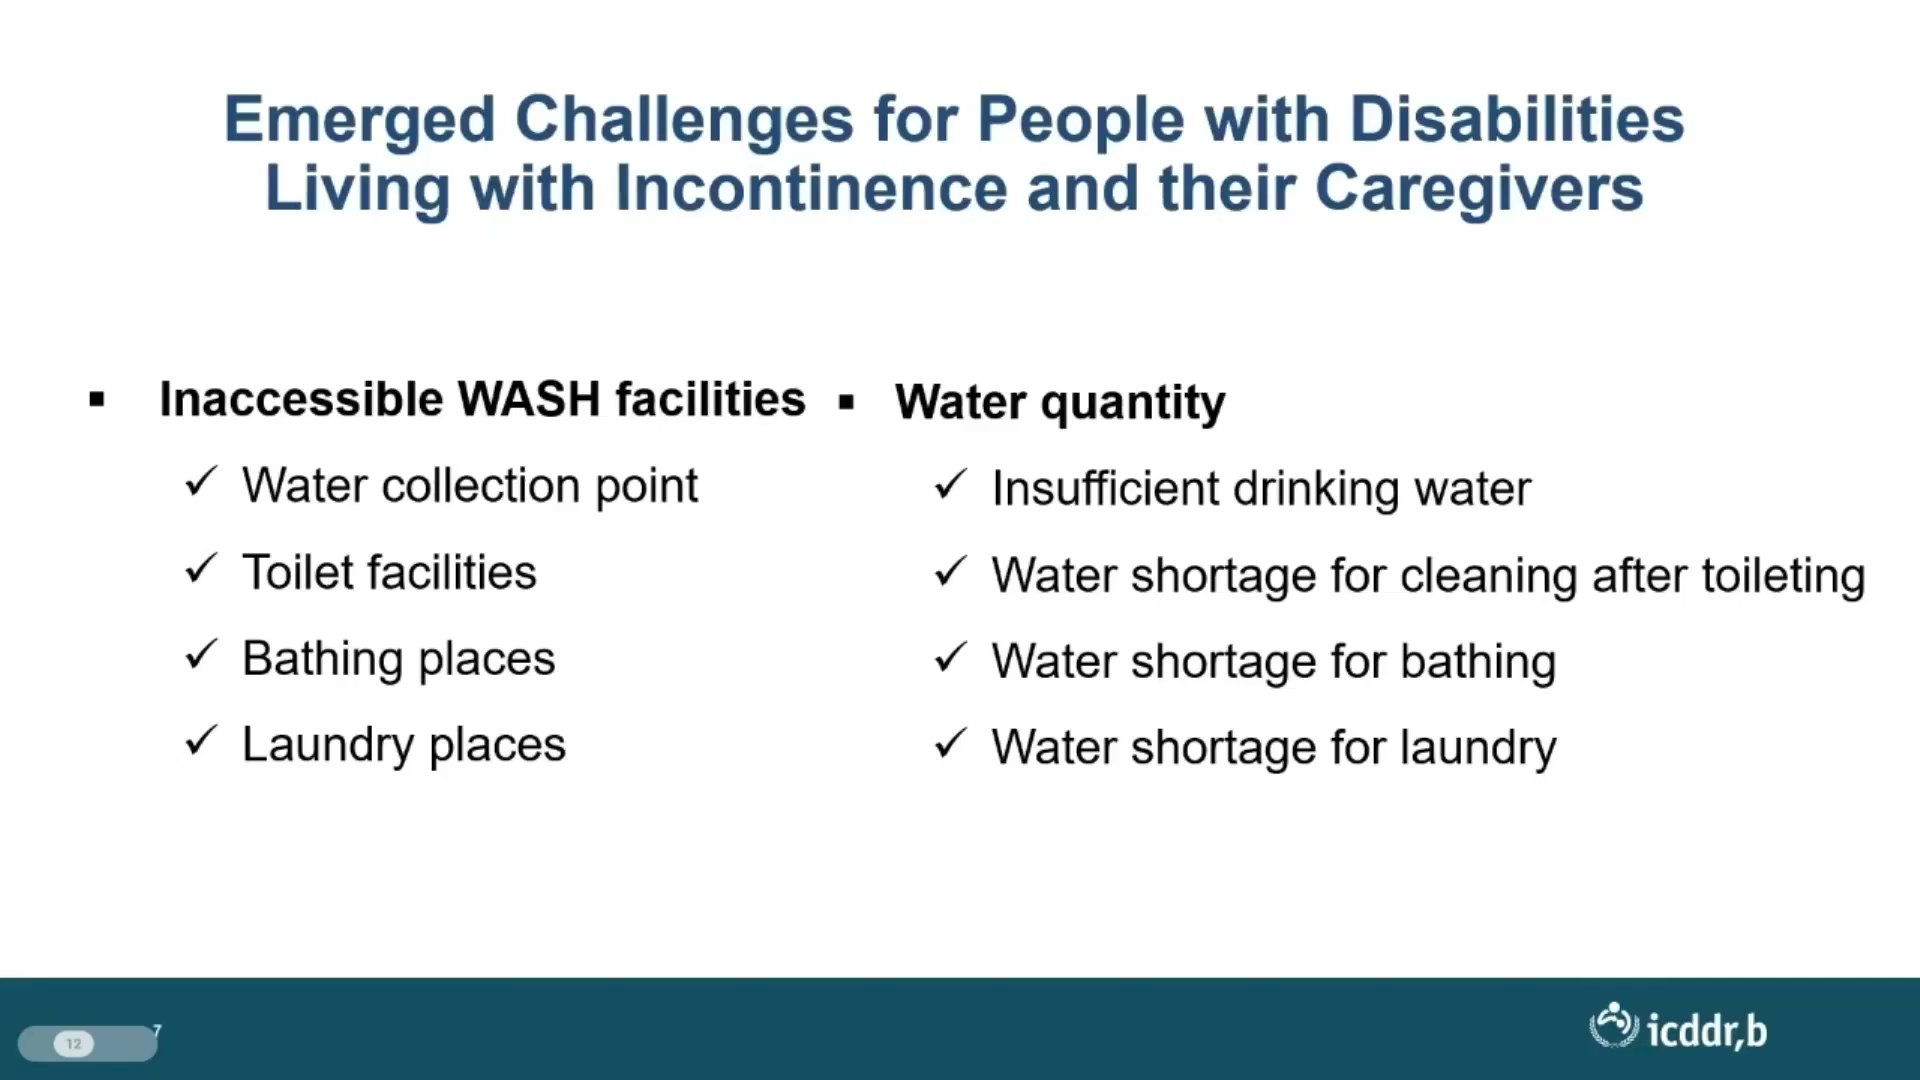 Emerged Challenges for People with Disabilities
Living with Incontinence and their Caregivers
▪ Inaccessible WASH facilities
✓ Water collection point
✓ Toilet facilities
✓ Bathing places
✓ Laundry places
▪ Water quantity
✓ Insufficient drinking water
✓ Water shortage for cleaning after toileting
✓ Water shortage for bathing
✓ Water shortage for laundry
7
12
icddr,b